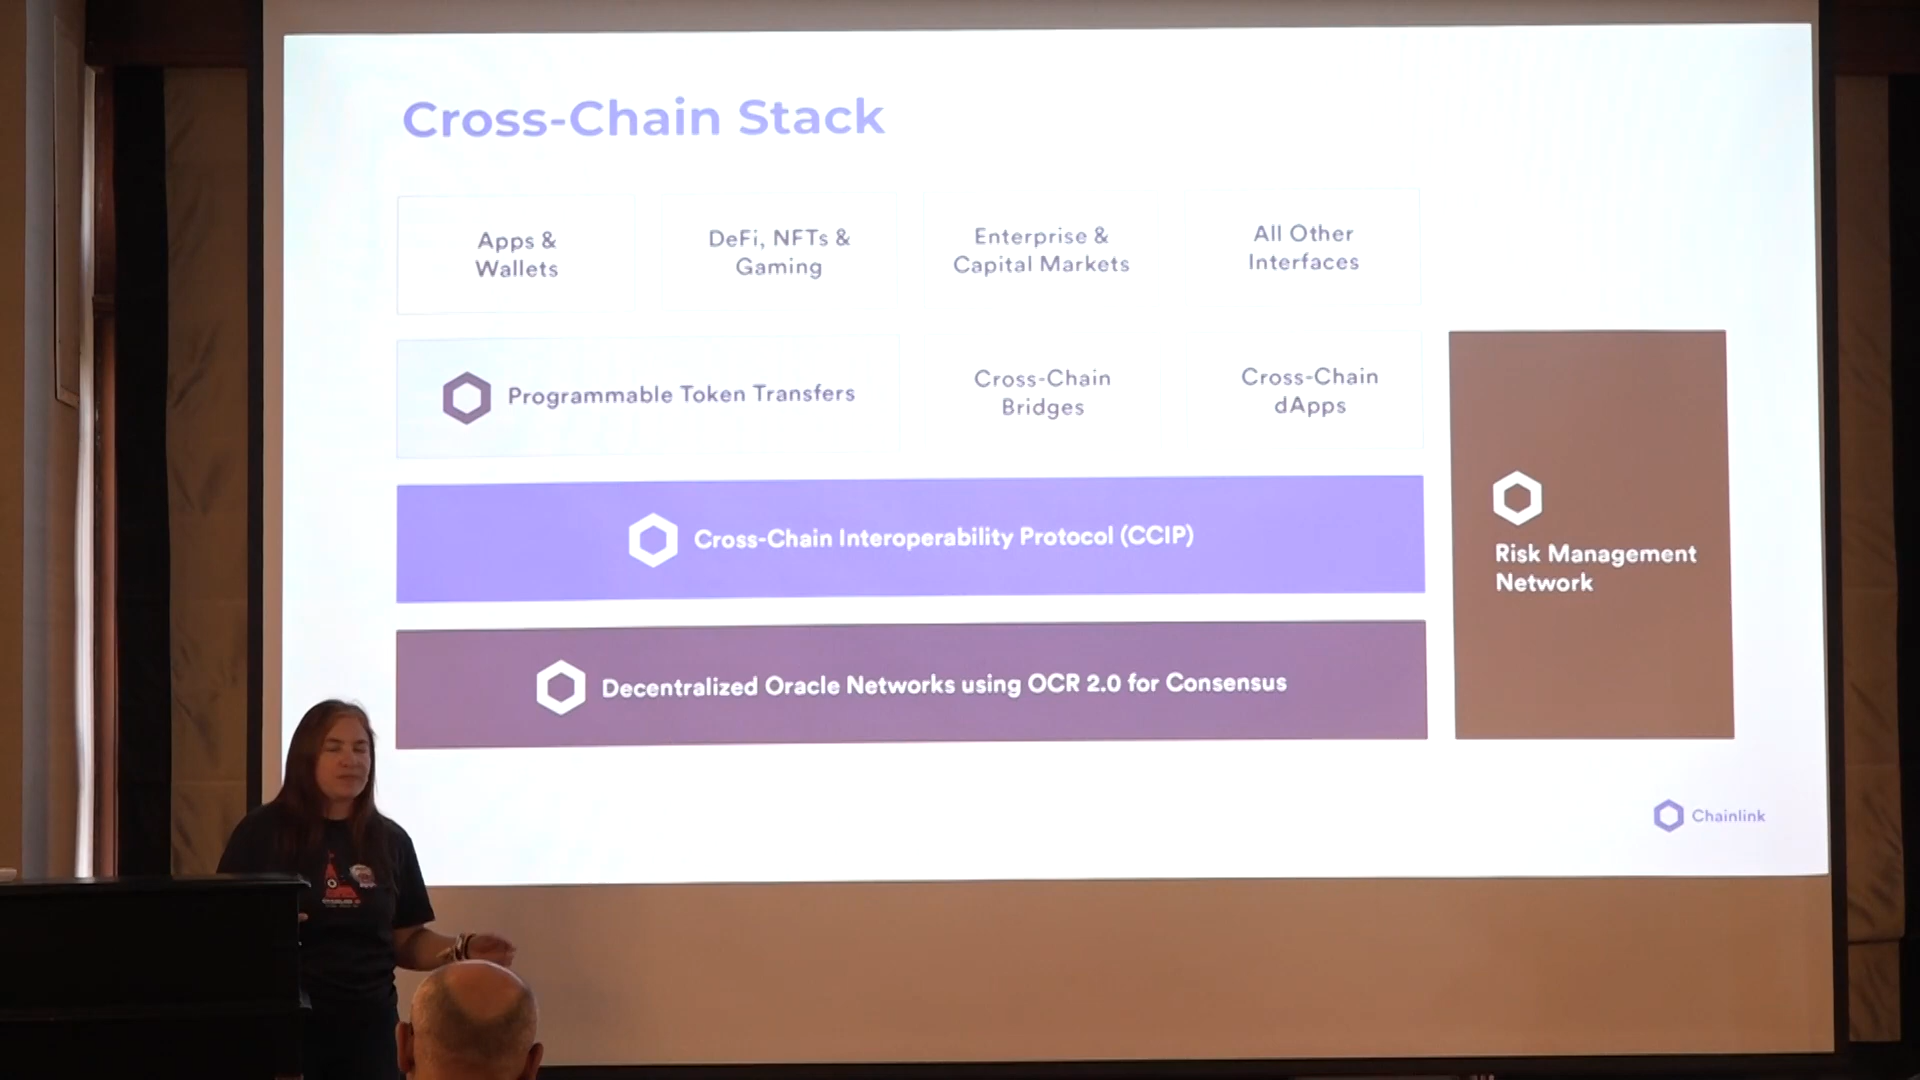 Cross-Chain Stack
Apps &
Wallets
DeFi, NFTs &
Gaming
Enterprise &
Capital Markets
All Other
Interfaces
Programmable Token Transfers
Cross-Chain
Bridges
Cross-Chain
dApps
Cross-Chain Interoperability Protocol (CCIP)
Decentralized Oracle Networks using OCR 2.0 for Consensus
Risk Management
Network
Chainlink